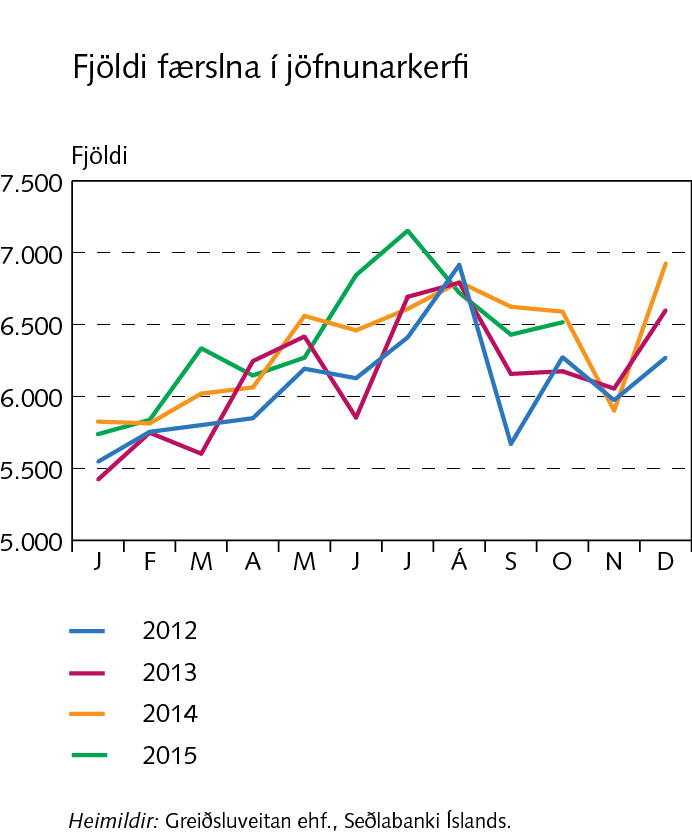 Fjöldi færslna í jöfnunarkerfi
Fjöldi
7.500
7.000
6.500
6.000
5.500
5.000
J F M A M J J Á S O N D
2012
2013
2014
2015
Heimildir: Greiðsluveitan ehf., Seðlabanki Íslands.